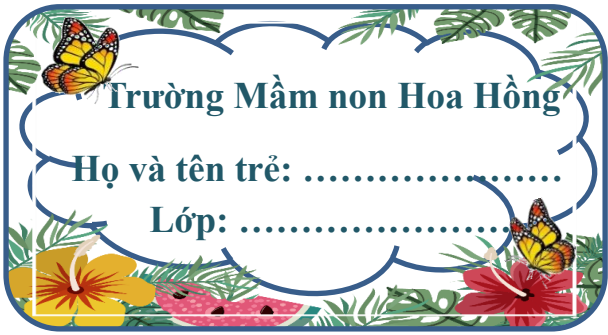 Trường Mầm non Hoa Hồng
Họ và tên trẻ: …………………
Lớp: ………………….